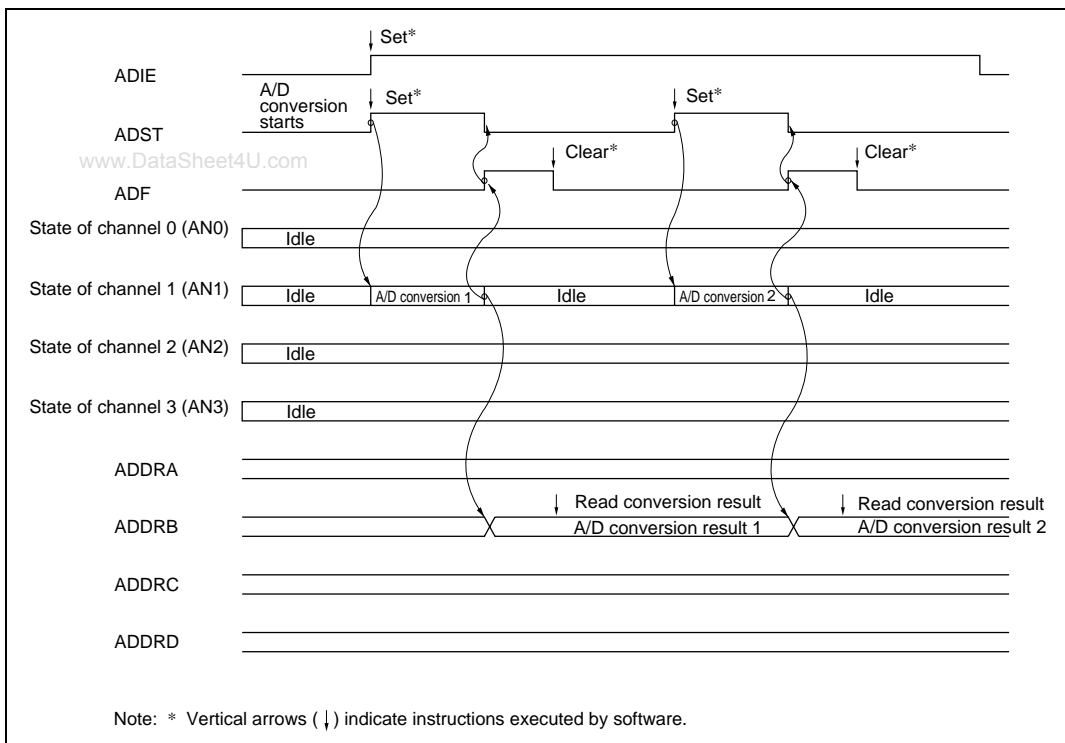 Set*
ADIE
A/D
conversion
starts
Set*
Set*
ADST
www.DataSheet4U.com
Clear*
Clear*
ADF
State of channel 0 (AN0)
Idle
State of channel 1 (AN1)
Idle
A/D conversion 1
Idle
A/D conversion 2
Idle
State of channel 2 (AN2)
Idle
State of channel 3 (AN3)
Idle
ADDRA
Read conversion result
Read conversion result
ADDRB
A/D conversion result 1
A/D conversion result 2
ADDRC
ADDRD
Note: * Vertical arrows (↓) indicate instructions executed by software.